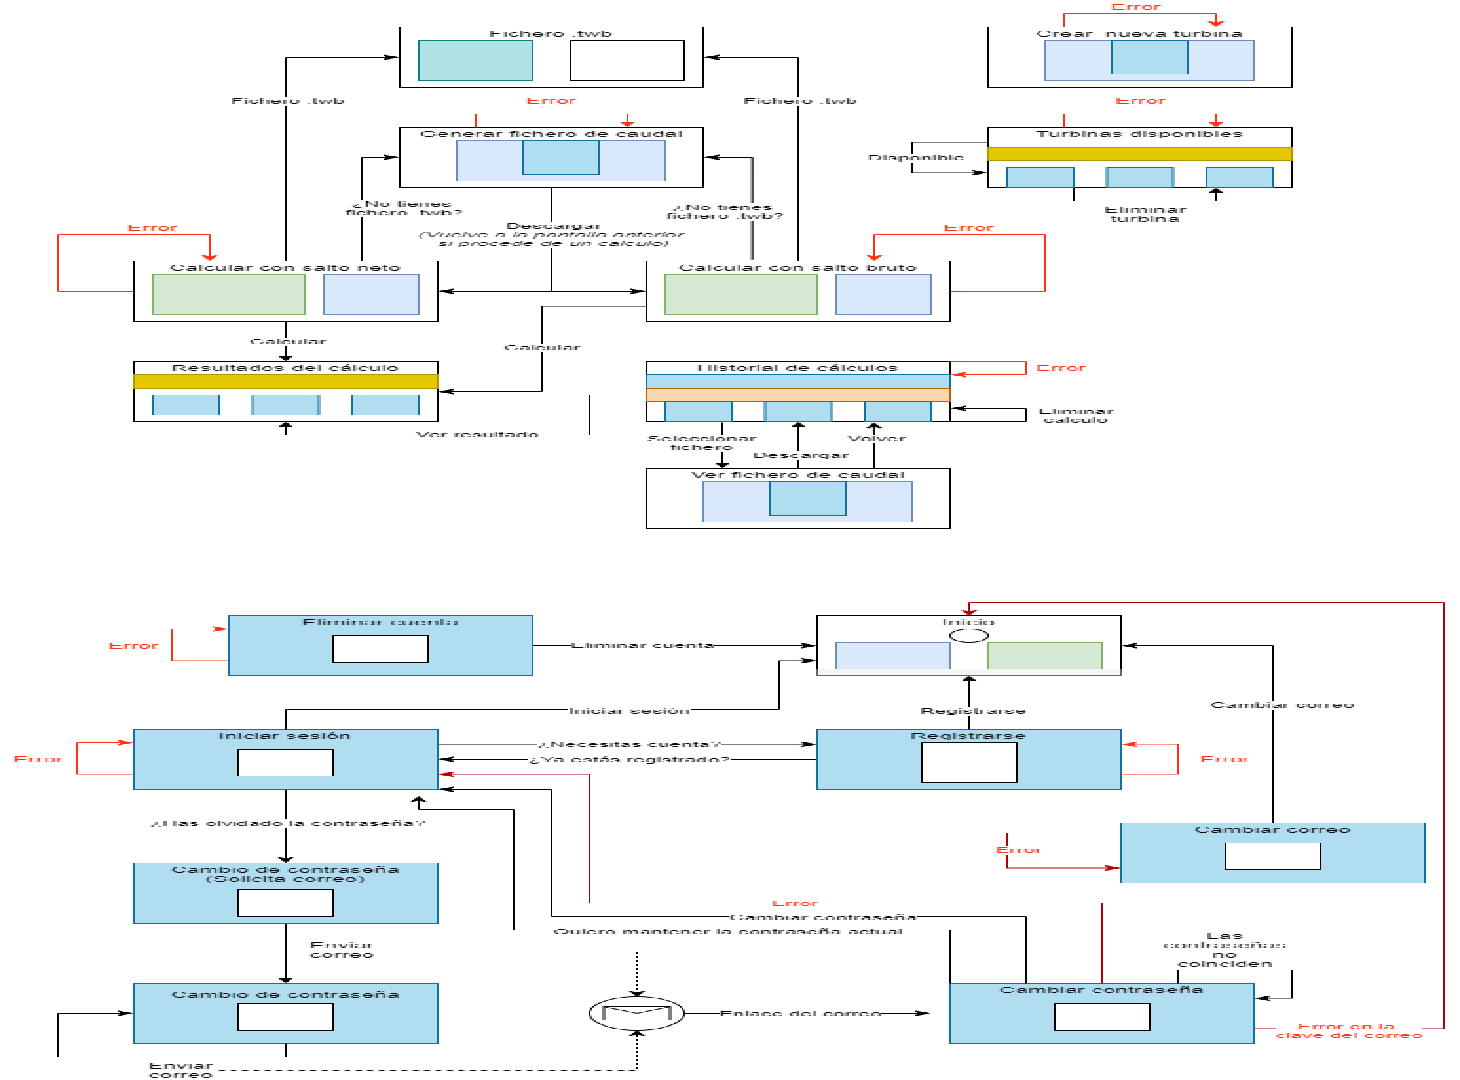 Error
Fichero .twb
Crear nueva turbina
Fichero .twb
Error
Fichero .twb
Error
Generar fichero de caudal
Turbinas disponibles
Disponible
¿No tienes
fichero .twb?
¿No tienes
fichero .twb?
Eliminar
turbina
Descargar
(Vuelve a la pantalla anterior
si procede de un cálculo)
Error
Error
Calcular con salto neto
Calcular con salto bruto
Calcular
Calcular
Resultados del cálculo
Historial de cálculos
Error
Eliminar
cálculo
Ver resultado
Seleccionar
fichero
Volver
Descargar
Ver fichero de caudal
Eliminar cuenta
Inicio
Error
Eliminar cuenta
Iniciar sesión
Registrarse
Cambiar correo
Iniciar sesión
¿Necesitas cuenta?
Registrarse
Error
¿Ya estás registrado?
Error
¿Has olvidado la contraseña?
Cambiar correo
Error
Cambio de contraseña
(Solicita correo)
Error
Cambiar contraseña
Quiero mantener la contraseña actual
Enviar
correo
Las
contraseñas
no
coinciden
Cambio de contraseña
Cambiar contraseña
Enlace del correo
Error en la
clave del correo
Enviar
correo